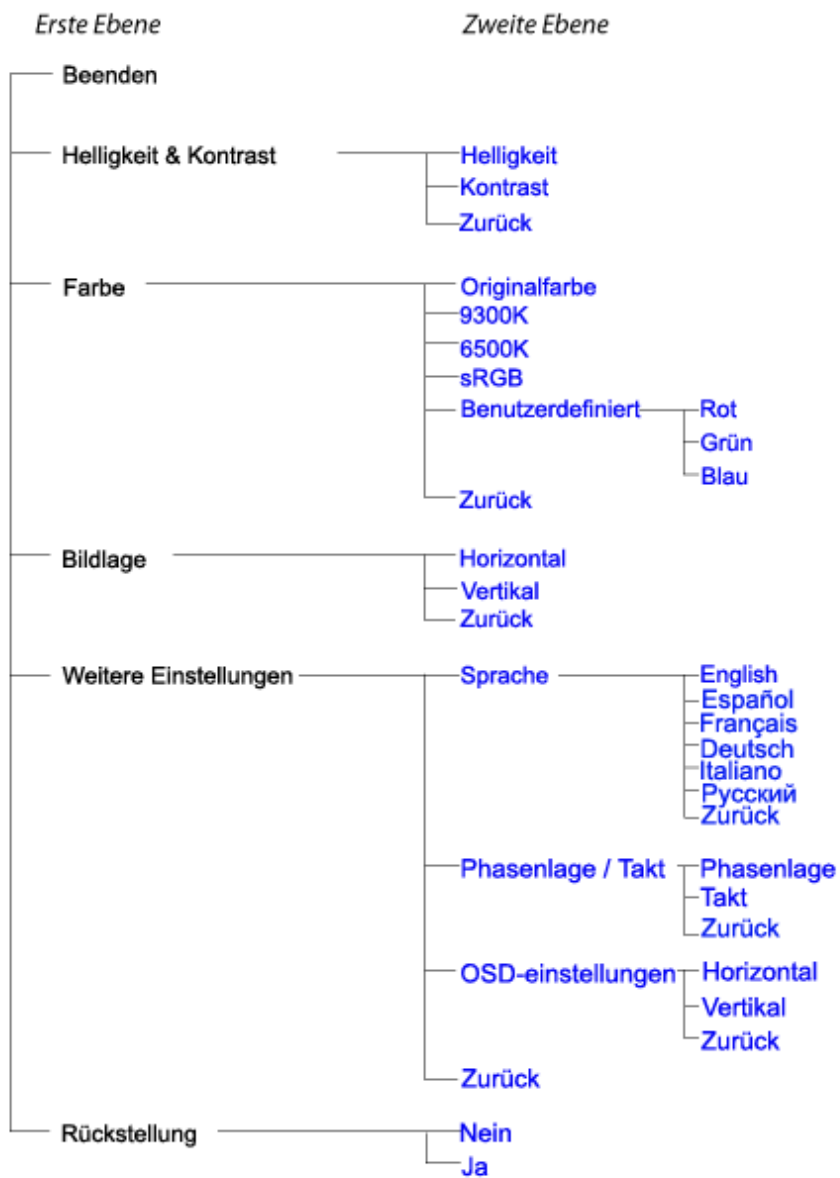 Erste Ebene Zweite Ebene
Beenden
Helligkeit & Kontrast Helligkeit
Kontrast
Zurück
Farbe Originalfarbe
9300K
6500K
sRGB
Benutzerdefiniert Rot
Grün
Blau
Zurück
Bildlage Horizontal
Vertikal
Zurück
Weitere Einstellungen Sprache English
Español
Français
Deutsch
Italiano
Русский
Zurück
Phasenlage / Takt Phasenlage
Takt
Zurück
OSD-einstellungen Horizontal
Vertikal
Zurück
Zurück
Rückstellung Nein
Ja